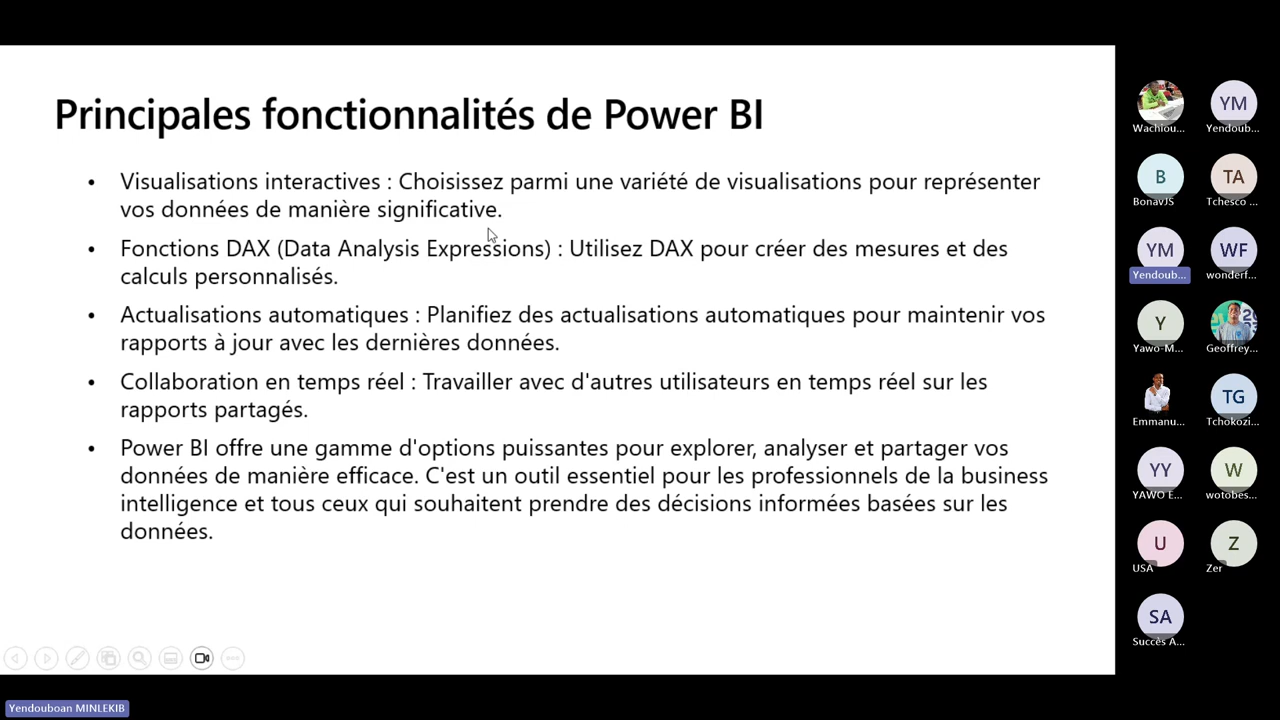 Principales fonctionnalités de Power BI
• Visualisations interactives : Choisissez parmi une variété de visualisations pour représenter
vos données de manière significative.
• Fonctions DAX (Data Analysis Expressions) : Utilisez DAX pour créer des mesures et des
calculs personnalisés.
• Actualisations automatiques : Planifiez des actualisations automatiques pour maintenir vos
rapports à jour avec les dernières données.
• Collaboration en temps réel : Travailler avec d'autres utilisateurs en temps réel sur les
rapports partagés.
• Power BI offre une gamme d'options puissantes pour explorer, analyser et partager vos
données de manière efficace. C'est un outil essentiel pour les professionnels de la business
intelligence et tous ceux qui souhaitent prendre des décisions informées basées sur les
données.
Wachlou...
YM
Yendoub...
B
BonavJS
TA
Tchesco ...
YM
Yendoub...
WF
wonderf...
Y
Yawo-M...
Geoffrey...
Emmanu...
TG
Tchokozi...
YY
YAWO E...
W
wotobes...
U
USA
Z
Zer
SA
Succès A...
Yendouboan MINLEKIB